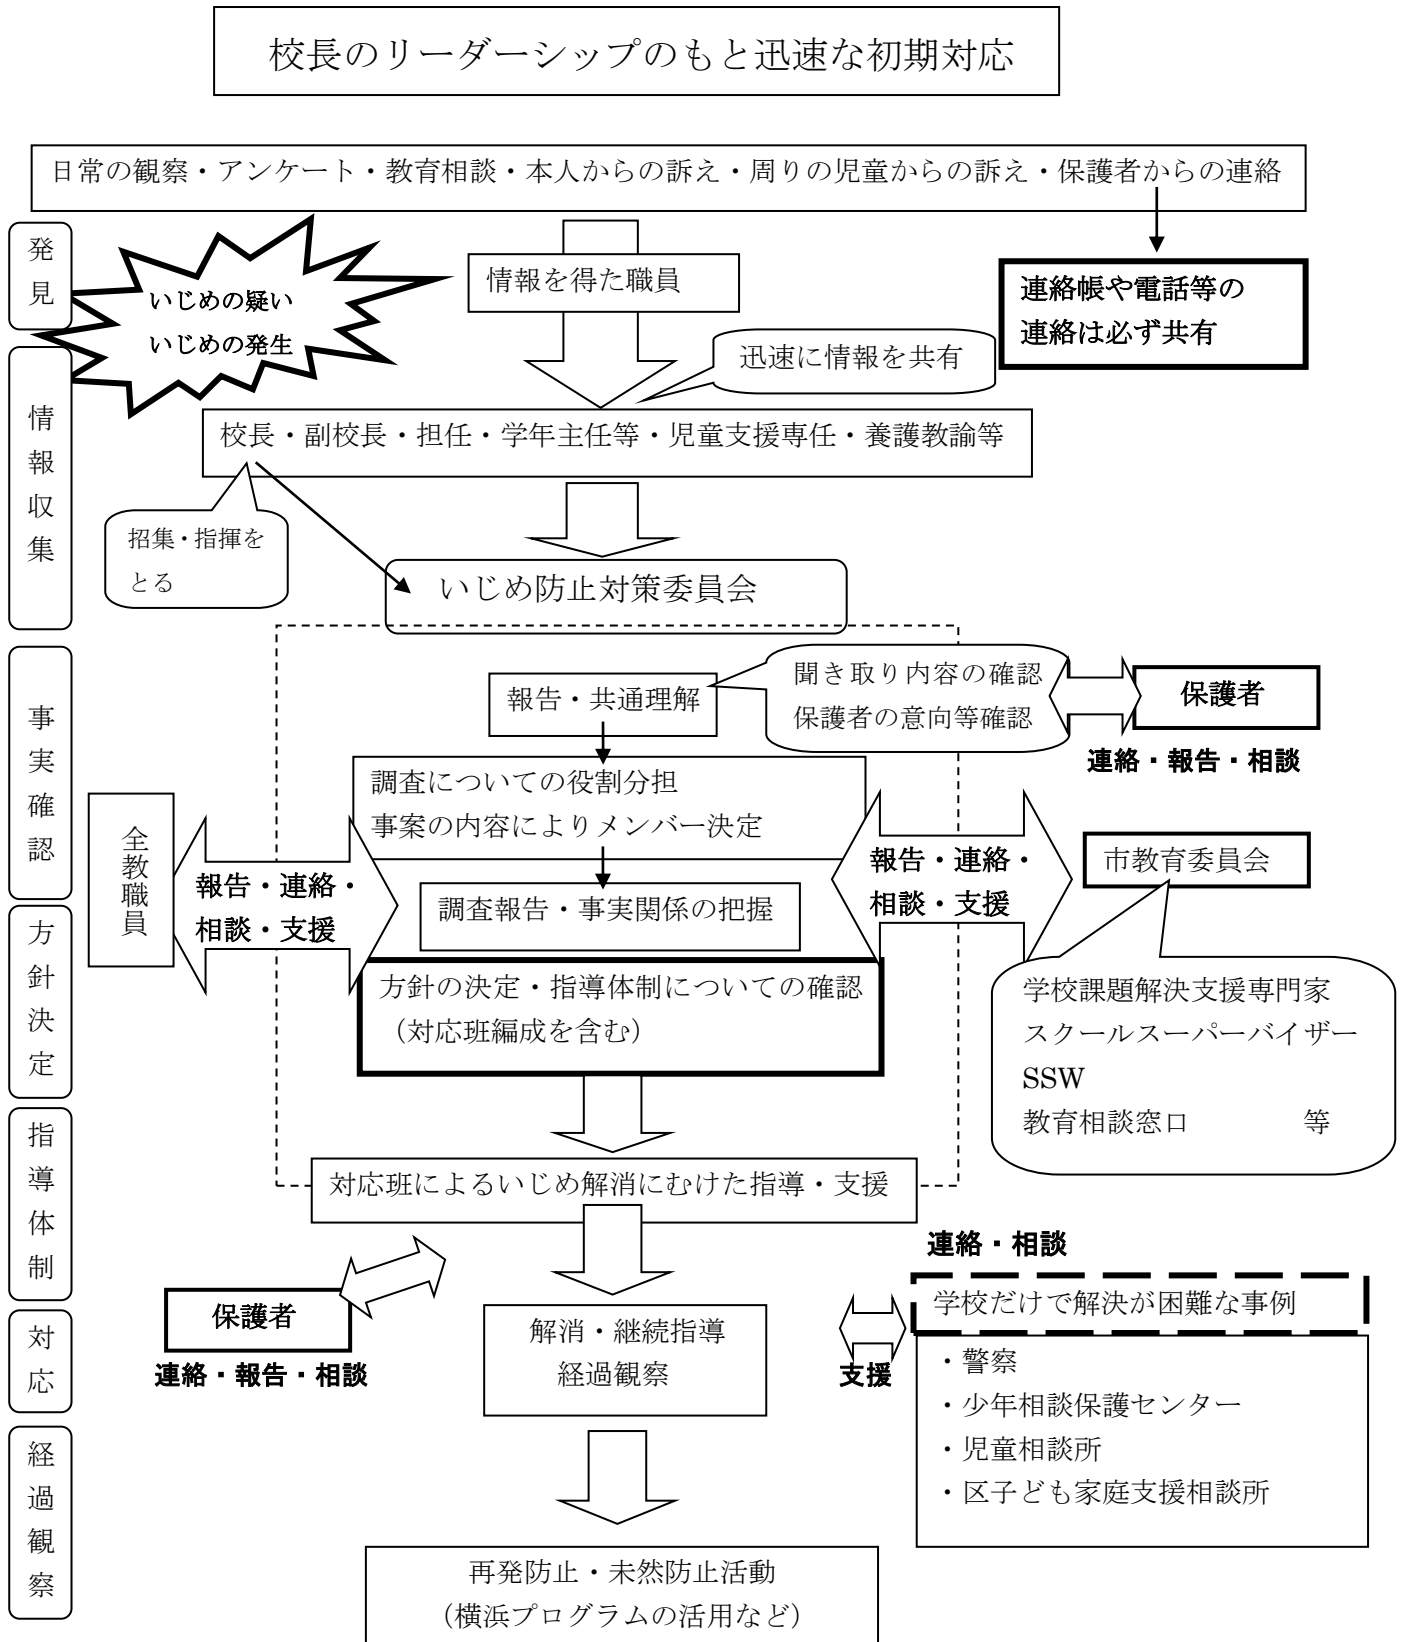 校長のリーダーシップのもと迅速な初期対応
日常の観察・アンケート・教育相談・本人からの訴え・周りの児童からの訴え・保護者からの連絡
発見
いじめの疑い
いじめの発生
情報を得た職員
連絡帳や電話等の
連絡は必ず共有
迅速に情報を共有
情報収集
校長・副校長・担任・学年主任等・児童支援専任・養護教諭等
招集・指揮を
とる
いじめ防止対策委員会
事実確認
報告・共通理解
聞き取り内容の確認
保護者の意向等確認
保護者
連絡・報告・相談
調査についての役割分担
事案の内容によりメンバー決定
全教職員
報告・連絡・
相談・支援
報告・連絡・
相談・支援
市教育委員会
調査報告・事実関係の把握
方針決定
方針の決定・指導体制についての確認
（対応班編成を含む）
学校課題解決支援専門家
スクールスーパーバイザー
SSW
教育相談窓口　　　　等
指導体制
対応班によるいじめ解消にむけた指導・支援
連絡・相談
保護者
連絡・報告・相談
対応
解消・継続指導
経過観察
支援
学校だけで解決が困難な事例
・警察
・少年相談保護センター
・児童相談所
・区子ども家庭支援相談所
経過観察
再発防止・未然防止活動
（横浜プログラムの活用など）